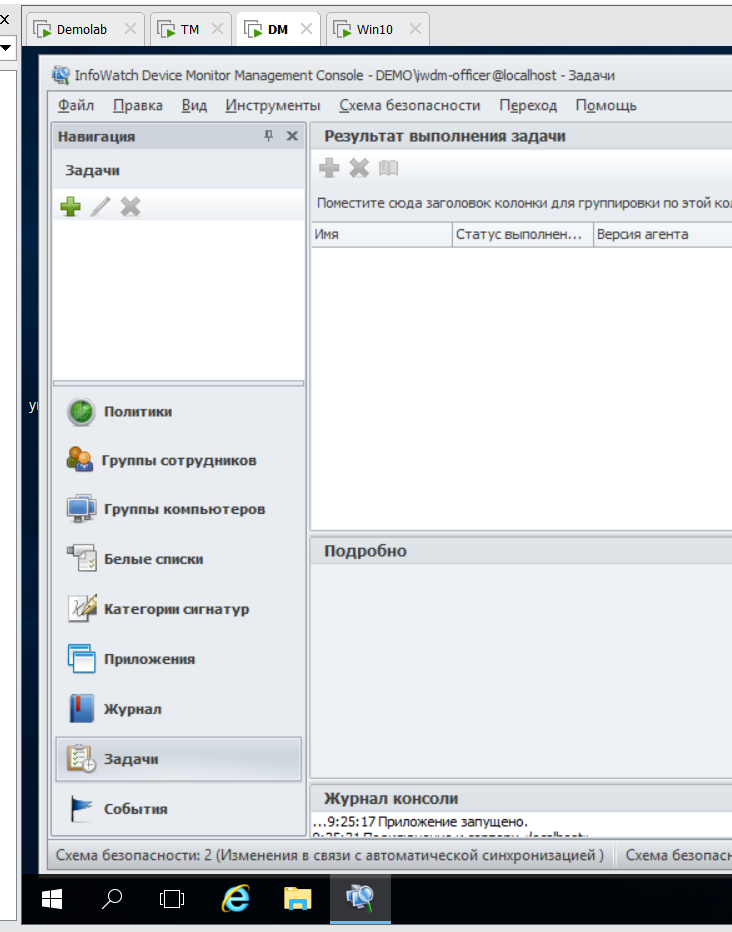 x
Demolab
TM
DM
Win10
InfoWatch Device Monitor Management Console - DEMO\iwdm-officer@localhost - Задачи
Файл Правка Вид Инструменты Схема безопасности Переход Помощь
Навигация
Задачи
Политики
Группы сотрудников
Группы компьютеров
Белые списки
Категории сигнатур
Приложения
Журнал
Задачи
События
Результат выполнения задачи
Поместите сюда заголовок колонки для группировки по этой кол
Имя Статус выполнен... Версия агента
Подробно
Журнал консоли
...9:25:17 Приложение запущено.
Схема безопасности: 2 (Изменения в связи с автоматической синхронизацией ) Схема безопасн